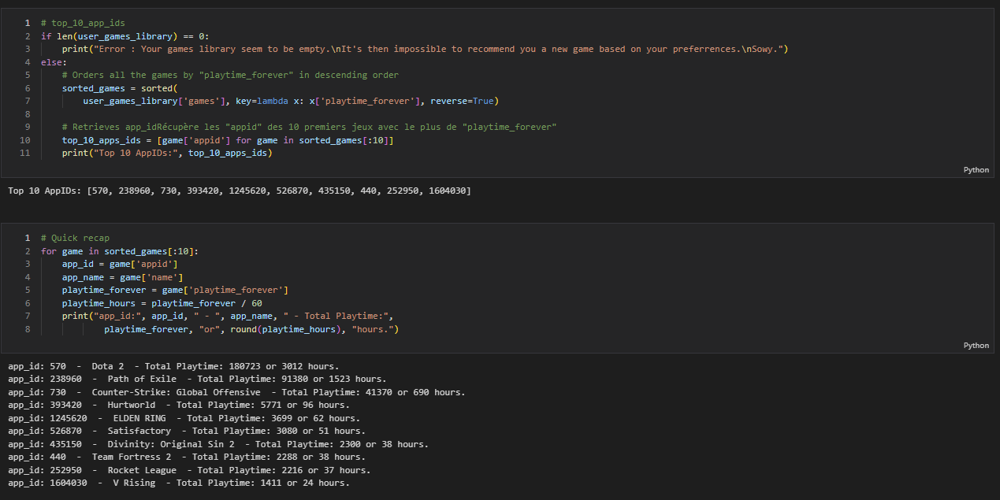 1 # top_10_app_ids
2 if len(user_games_library) == 0:
3     print("Error : Your games library seem to be empty.\nIt's then impossible to recommend you a new game based on your preferrences.\nSowy.")
4 else:
5     # Orders all the games by "playtime_forever" in descending order
6     sorted_games = sorted(
7         user_games_library['games'], key=lambda x: x['playtime_forever'], reverse=True)
8
9     # Retrieves app_idRécupère les "appid" des 10 premiers jeux avec le plus de "playtime_forever"
10     top_10_apps_ids = [game['appid'] for game in sorted_games[:10]]
11     print("Top 10 AppIDs:", top_10_apps_ids)
Python
Top 10 AppIDs: [570, 238960, 730, 393420, 1245620, 526870, 435150, 440, 252950, 1604030]
1 # Quick recap
2 for game in sorted_games[:10]:
3     app_id = game['appid']
4     app_name = game['name']
5     playtime_forever = game['playtime_forever']
6     playtime_hours = playtime_forever / 60
7     print("app_id:", app_id, " - ", app_name, " - Total Playtime:",
8             playtime_forever, "or", round(playtime_hours), "hours.")
Python
app_id: 570  -  Dota 2  - Total Playtime: 180723 or 3012 hours.
app_id: 238960  -  Path of Exile  - Total Playtime: 91380 or 1523 hours.
app_id: 730  -  Counter-Strike: Global Offensive  - Total Playtime: 41370 or 690 hours.
app_id: 393420  -  Hurtworld  - Total Playtime: 5771 or 96 hours.
app_id: 1245620  -  ELDEN RING  - Total Playtime: 3699 or 62 hours.
app_id: 526870  -  Satisfactory  - Total Playtime: 3080 or 51 hours.
app_id: 435150  -  Divinity: Original Sin 2  - Total Playtime: 2300 or 38 hours.
app_id: 440  -  Team Fortress 2  - Total Playtime: 2288 or 38 hours.
app_id: 252950  -  Rocket League  - Total Playtime: 2216 or 37 hours.
app_id: 1604030  -  V Rising  - Total Playtime: 1411 or 24 hours.